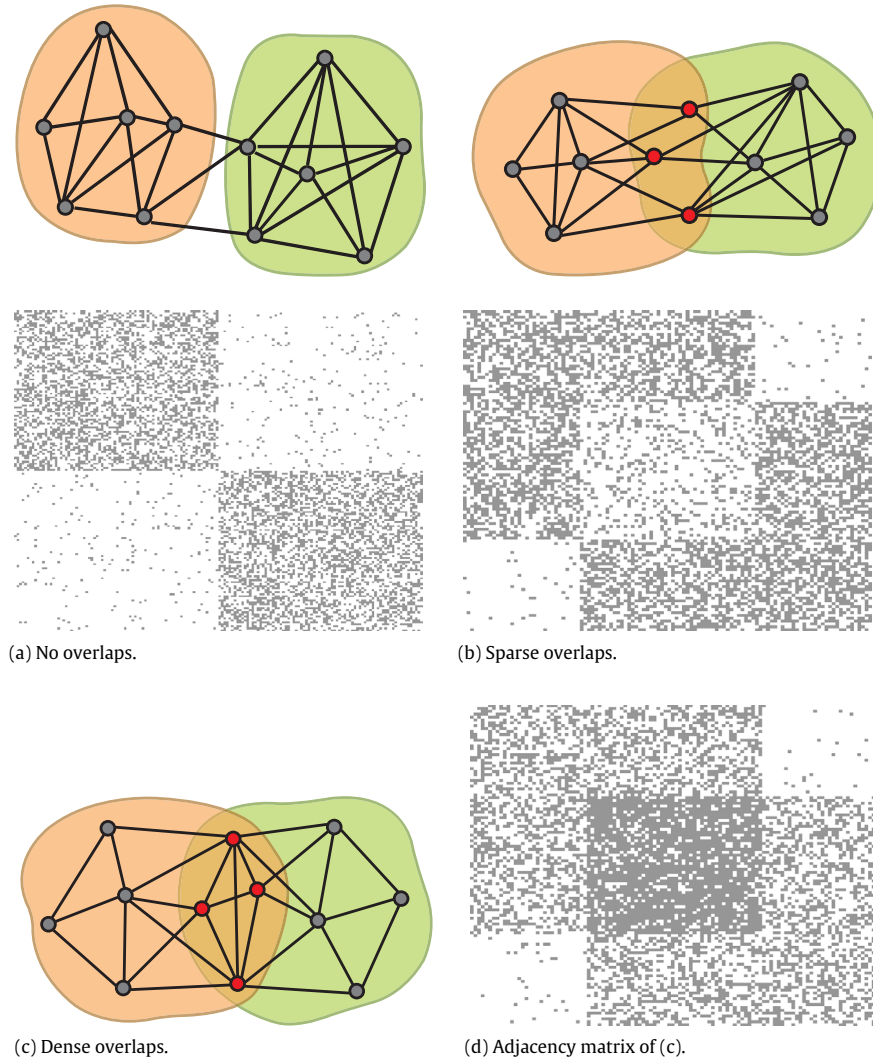 (a) No overlaps.
(b) Sparse overlaps.
(c) Dense overlaps.
(d) Adjacency matrix of (c).